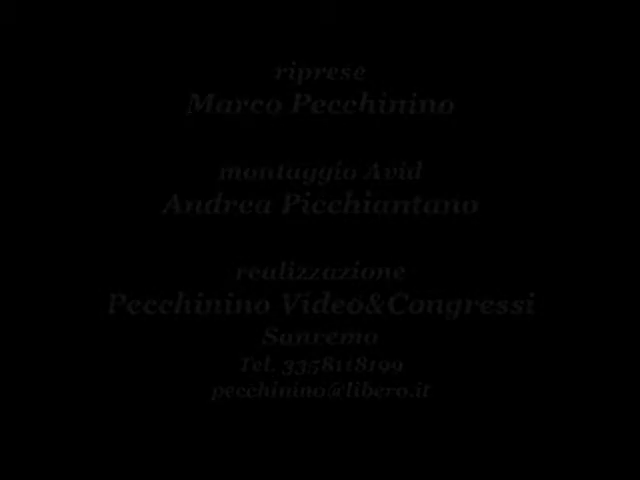 riprese
Marco Pecchinino
montaggio Avid
Andrea Picchiantano
realizzazione
Pecchinino Video&Congressi
Sanremo
Tel. 3358118199
pecchinino@libero.it